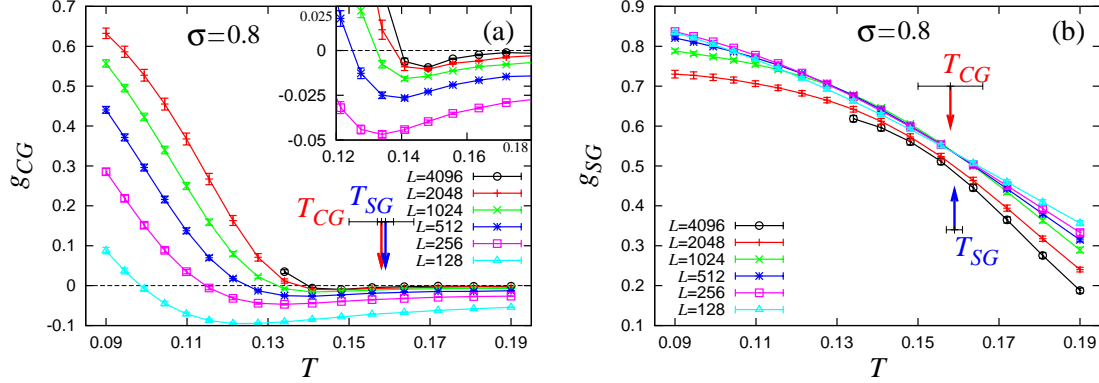 (a)
σ=0.8
g_CG
0.7
0.6
0.5
0.4
0.3
0.2
0.1
0
-0.1
0.09
0.11
0.13
0.15
0.17
0.19
T
0.025
0
-0.025
-0.05
0.12
0.14
0.16
0.18
T_CG
T_SG
L=4096
L=2048
L=1024
L=512
L=256
L=128
(b)
σ=0.8
g_SG
0.9
0.8
0.7
0.6
0.5
0.4
0.3
0.2
0.1
0.09
0.11
0.13
0.15
0.17
0.19
T
T_CG
T_SG
L=4096
L=2048
L=1024
L=512
L=256
L=128